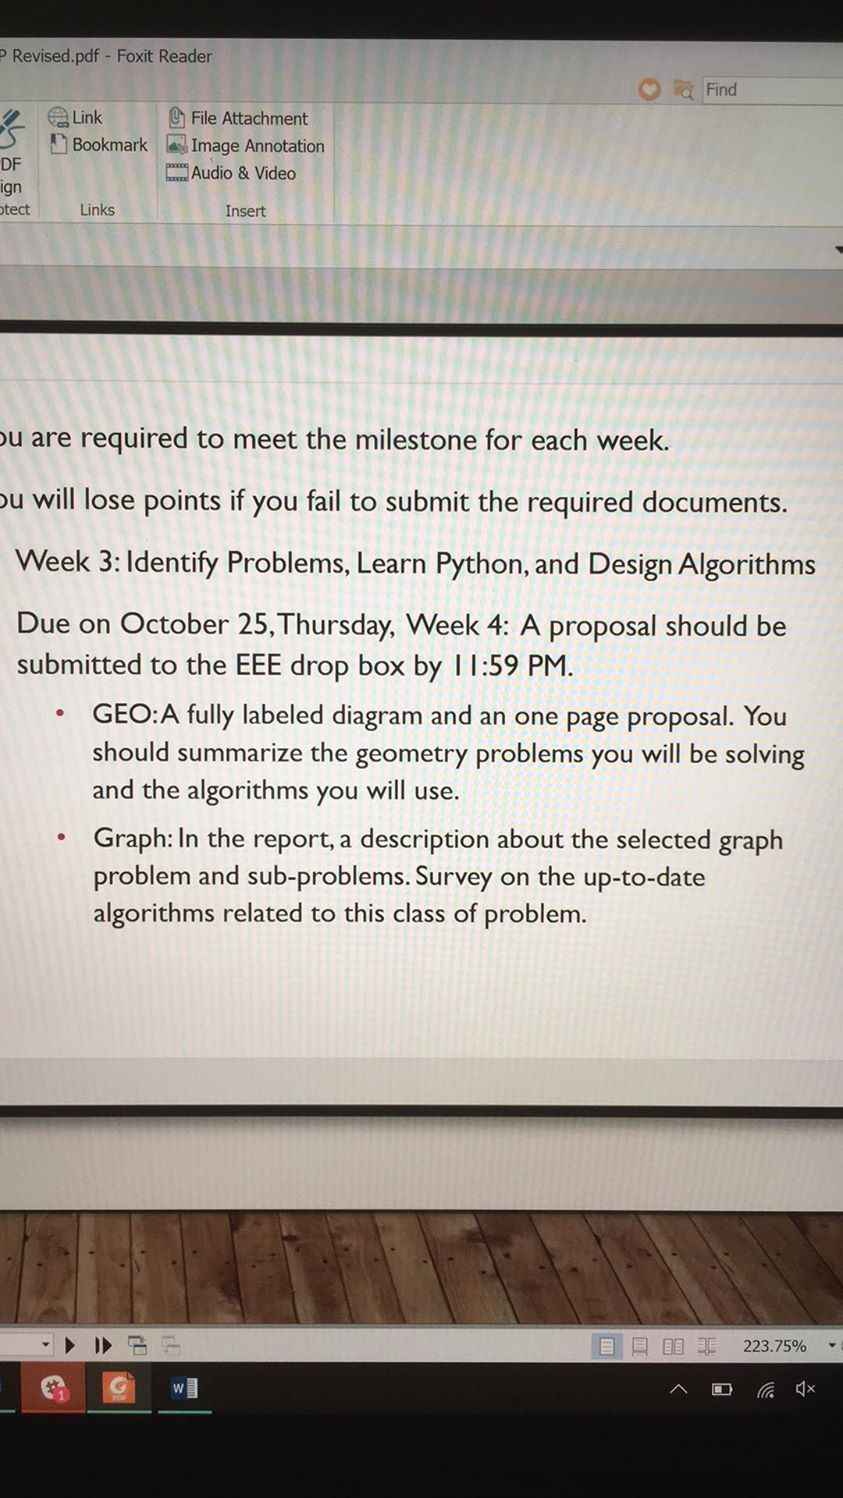 P Revised.pdf - Foxit Reader
Find
Link
File Attachment
Bookmark
Image Annotation
DF
Audio & Video
ign
otect
Links
Insert
ou are required to meet the milestone for each week.
ou will lose points if you fail to submit the required documents.
Week 3: Identify Problems, Learn Python, and Design Algorithms
Due on October 25, Thursday, Week 4: A proposal should be
submitted to the EEE drop box by 11:59 PM.
• GEO: A fully labeled diagram and an one page proposal. You
should summarize the geometry problems you will be solving
and the algorithms you will use.
• Graph: In the report, a description about the selected graph
problem and sub-problems. Survey on the up-to-date
algorithms related to this class of problem.
223.75%
1
G
PDF
W